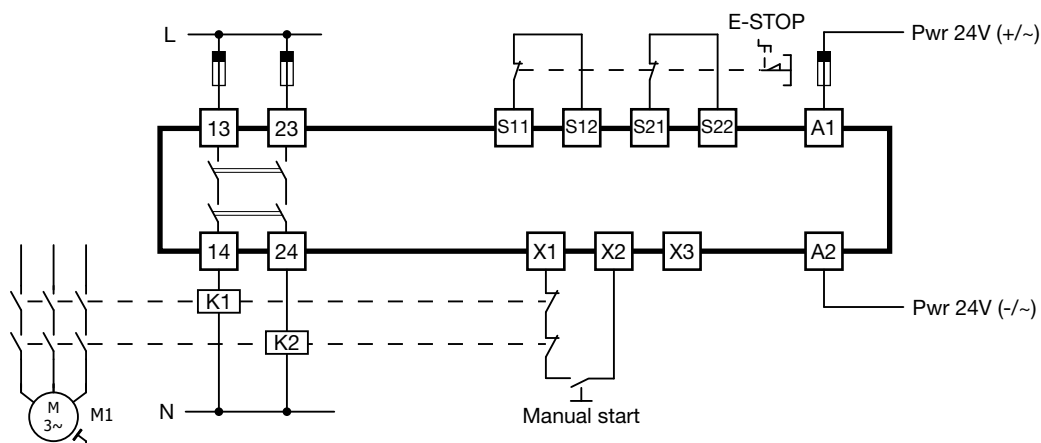 E-STOP
L
Pwr 24V (+/~)
13 23 S11 S12 S21 S22 A1
14 24 X1 X2 X3 A2
K1
Pwr 24V (-/~)
K2
M
3~
M1
N
Manual start